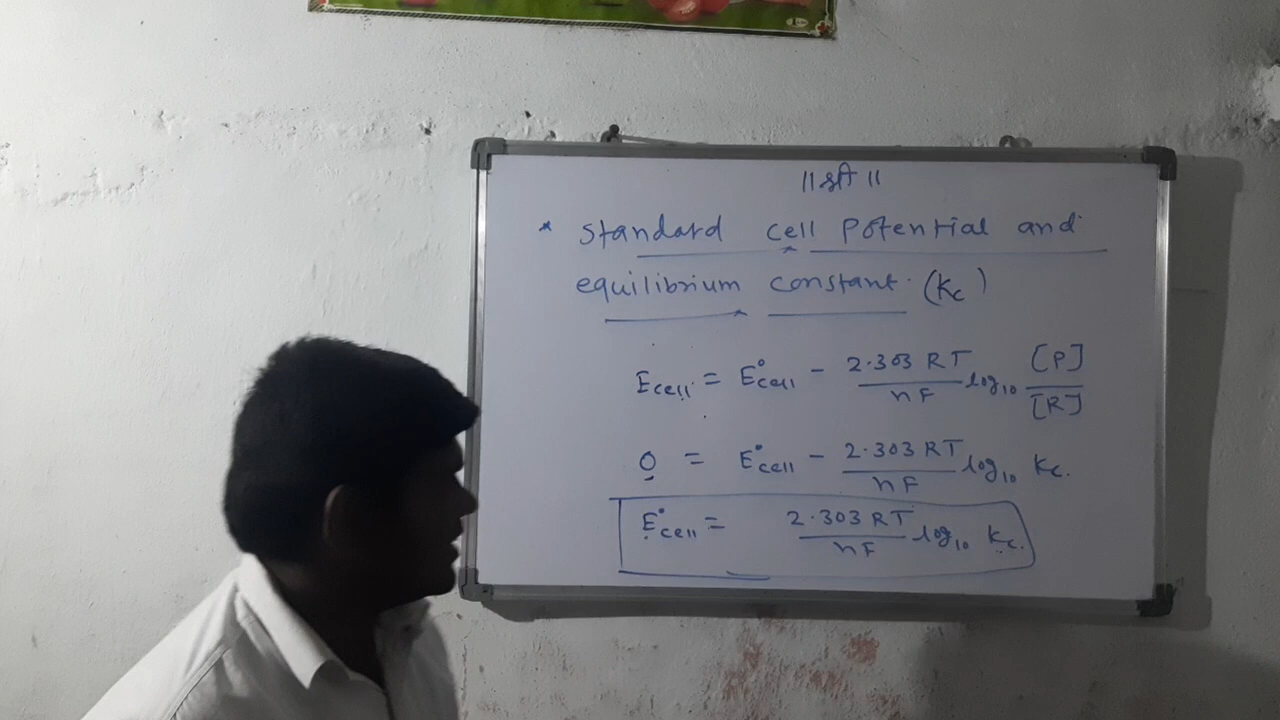 ॥ श्री ॥
* Standard cell potential and
equilibrium constant. (Kc)
Ecell = E°cell - 2.303 RT / nF log10 [P] / [R]
0 = E°cell - 2.303 RT / nF log10 Kc.
E°cell = 2.303 RT / nF log10 Kc.